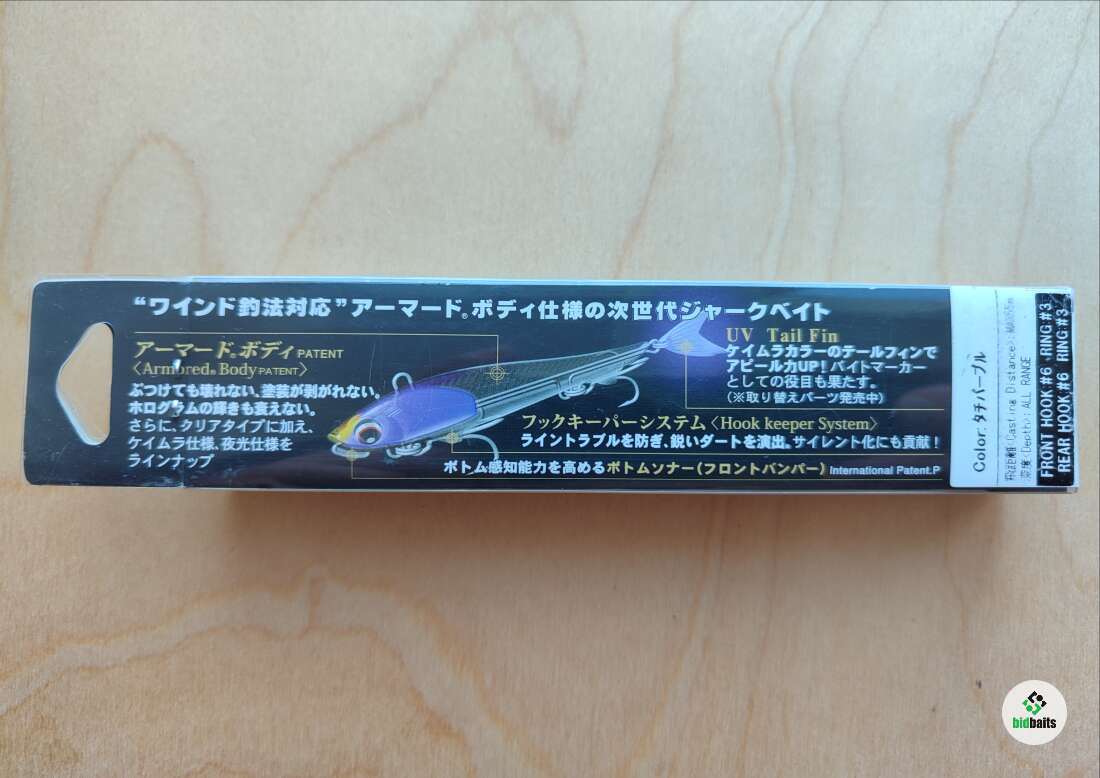 “ワインド釣法対応”アーマード®ボディ仕様の次世代ジャークベイト
アーマード®ボディ PATENT
〈Armored®Body PATENT〉
ぶつけても壊れない、塗装が剥がれない。
ホログラムの輝きも衰えない。
さらに、クリアタイプに加え、
ケイムラ仕様、夜光仕様を
ラインナップ
UV Tail Fin
ケイムラカラーのテールフィンで
アピール力UP！バイトマーカー
としての役目も果たす。
(※取り替えパーツ発売中)
フックキーパーシステム〈Hook keeper System〉
ライントラブルを防ぎ、鋭いダートを演出。サイレント化にも貢献！
ボトム感知能力を高めるボトムソナー(フロントバンパー) International Patent.P
Color: タチパープル
飛距離(Casting Distance):MAX55m
深度(Depth): ALL RANGE
FRONT HOOK #6 .RING #3
REAR HOOK #6 RING #3
bidbaits